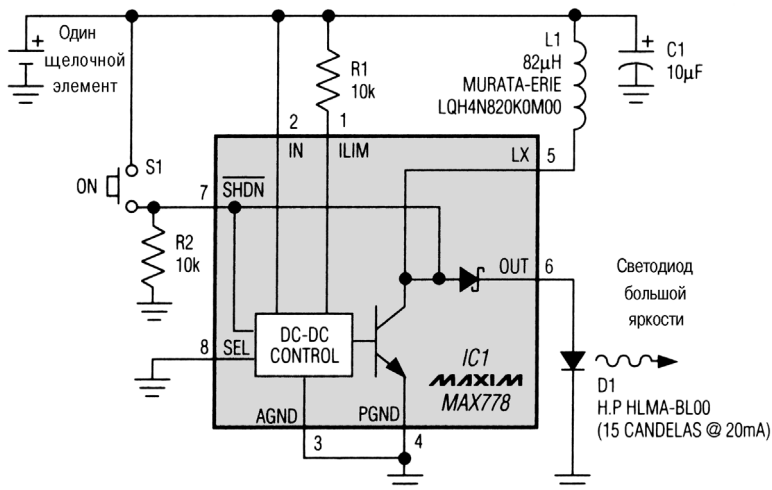 Один
щелочной
элемент
+
R1
10k
L1
82µH
MURATA-ERIE
LQH4N820K0M00
+
C1
10µF
2
1
IN
ILIM
LX
5
ON
S1
7
SHDN
R2
10k
OUT
6
Светодиод
большой
яркости
8
SEL
DC-DC
CONTROL
IC1
MAXIM
MAX778
D1
H.P HLMA-BL00
(15 CANDELAS @ 20mA)
AGND
PGND
3
4